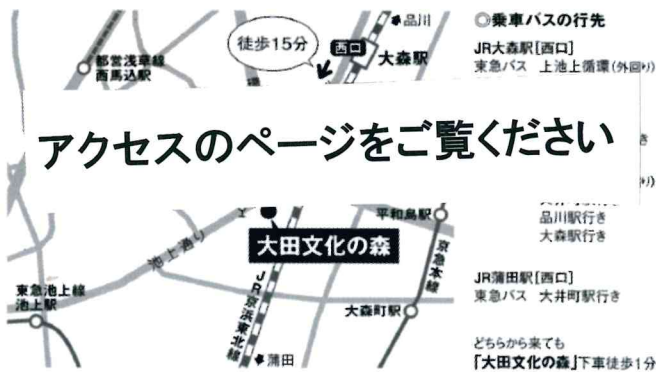 品川
徒歩15分
西口
大森駅
都営浅草線
西馬込駅
アクセスのページをご覧ください
平和島駅
大田文化の森
池上通り
京急本線
東急池上線
池上駅
JR京浜東北線
大森町駅
蒲田
◎乗車バスの行先
JR大森駅[西口]
東急バス 上池上循環(外回り)
品川駅行き
大森駅行き
JR蒲田駅[西口]
東急バス 大井町駅行き
どちらから来ても
「大田文化の森」下車徒歩1分